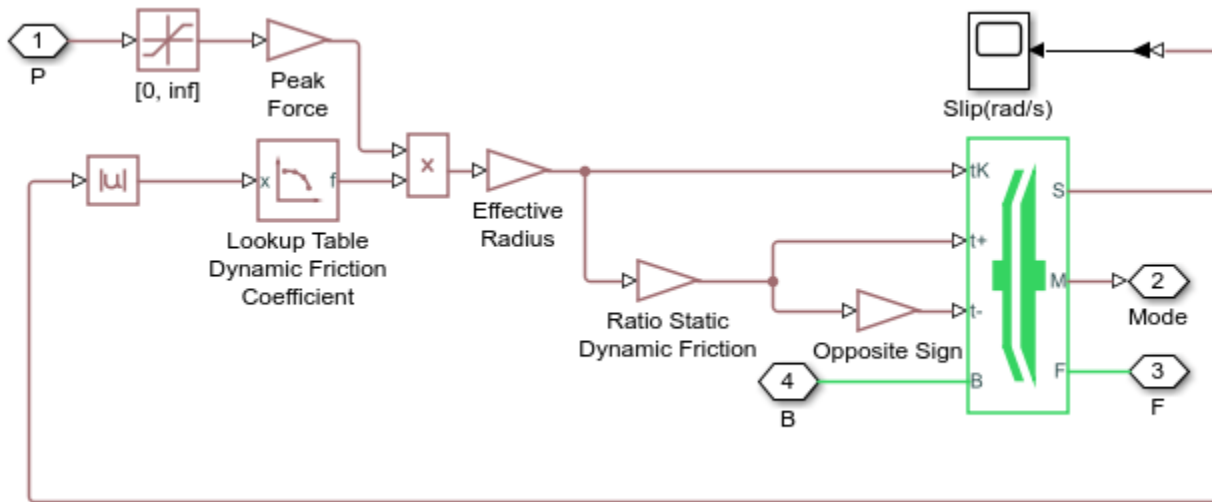 1
P
[0, inf]
Peak
Force
Slip(rad/s)
|u|
x
f
Lookup Table
Dynamic Friction
Coefficient
x
Effective
Radius
Ratio Static
Dynamic Friction
Opposite Sign
tK
t+
t-
B
S
M
F
2
Mode
3
F
4
B